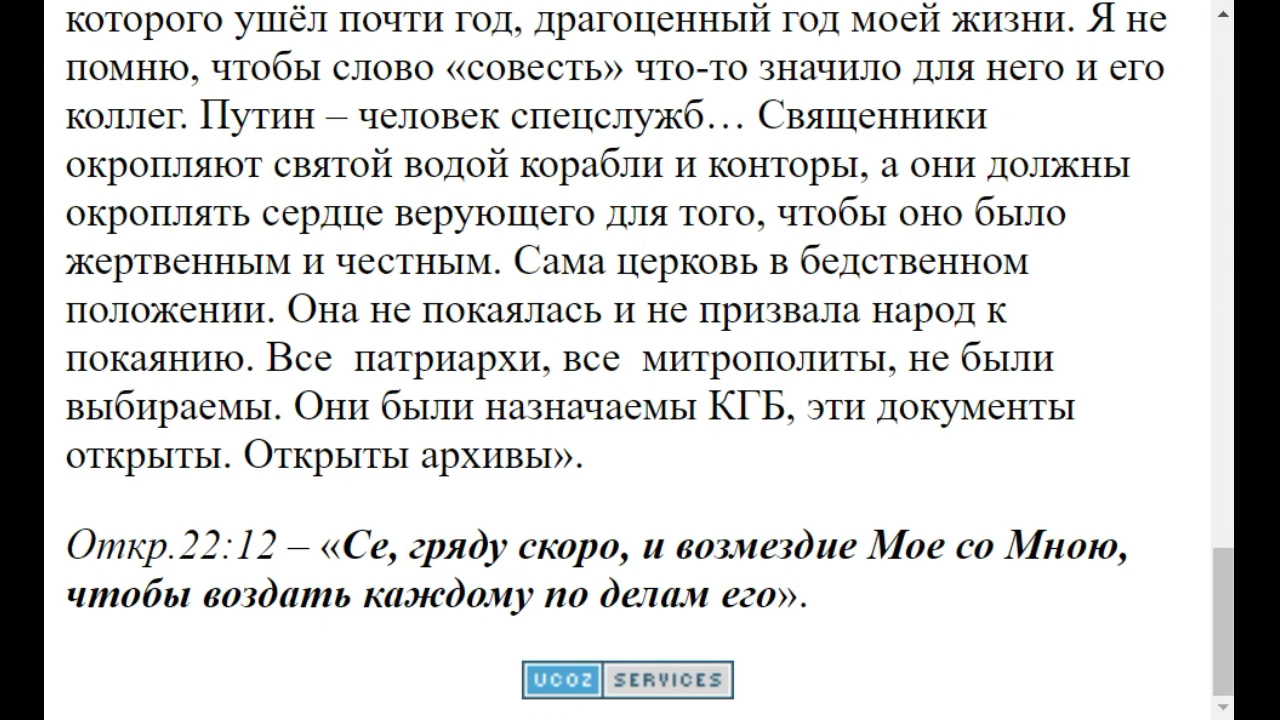 которого ушёл почти год, драгоценный год моей жизни. Я не
помню, чтобы слово «совесть» что-то значило для него и его
коллег. Путин – человек спецслужб… Священники
окропляют святой водой корабли и конторы, а они должны
окроплять сердце верующего для того, чтобы оно было
жертвенным и честным. Сама церковь в бедственном
положении. Она не покаялась и не призвала народ к
покаянию. Все  патриархи, все  митрополиты, не были
выбираемы. Они были назначаемы КГБ, эти документы
открыты. Открыты архивы».
Откр.22:12 – «Се, гряду скоро, и возмездие Мое со Мною,
чтобы воздать каждому по делам его».
UCOZ SERVICES